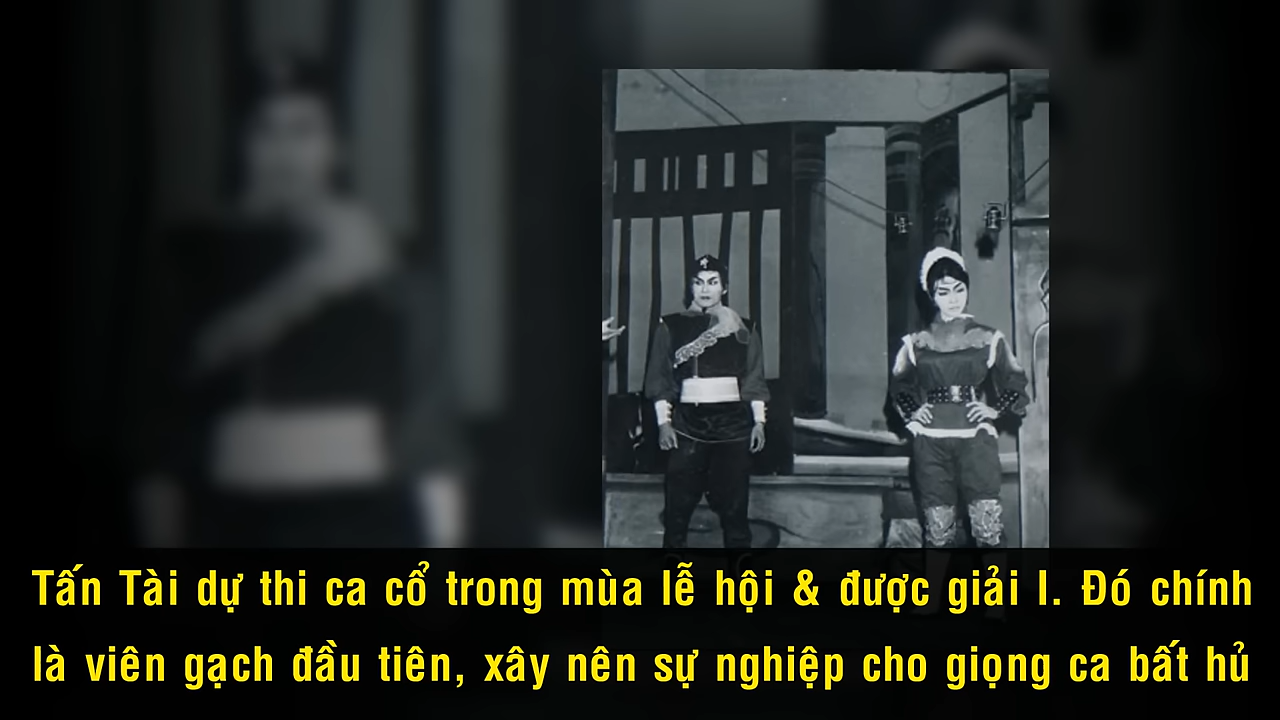 Tấn Tài dự thi ca cổ trong mùa lễ hội & được giải I. Đó chính
là viên gạch đầu tiên, xây nên sự nghiệp cho giọng ca bất hủ